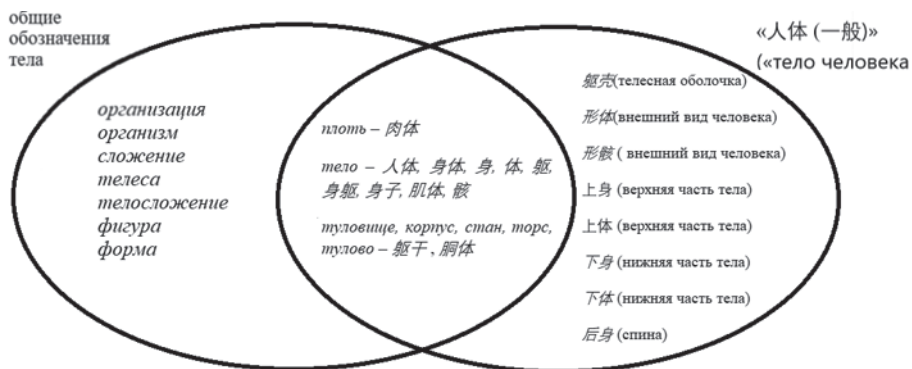 общие
обозначения
тела
«人体 (一般)»
(«тело человека
организация
организм
сложение
телеса
телосложение
фигура
форма
плоть – 肉体
тело – 人体, 身体, 身, 体, 躯,
身躯, 身子, 肌体, 骸
туловище, корпус, стан, торс,
тулово – 躯干 , 胴体
躯壳(телесная оболочка)
形体(внешний вид человека)
形骸 ( внешний вид человека)
上身 (верхняя часть тела)
上体 (верхняя часть тела)
下身 (нижняя часть тела)
下体 (нижняя часть тела)
后身 (спина)